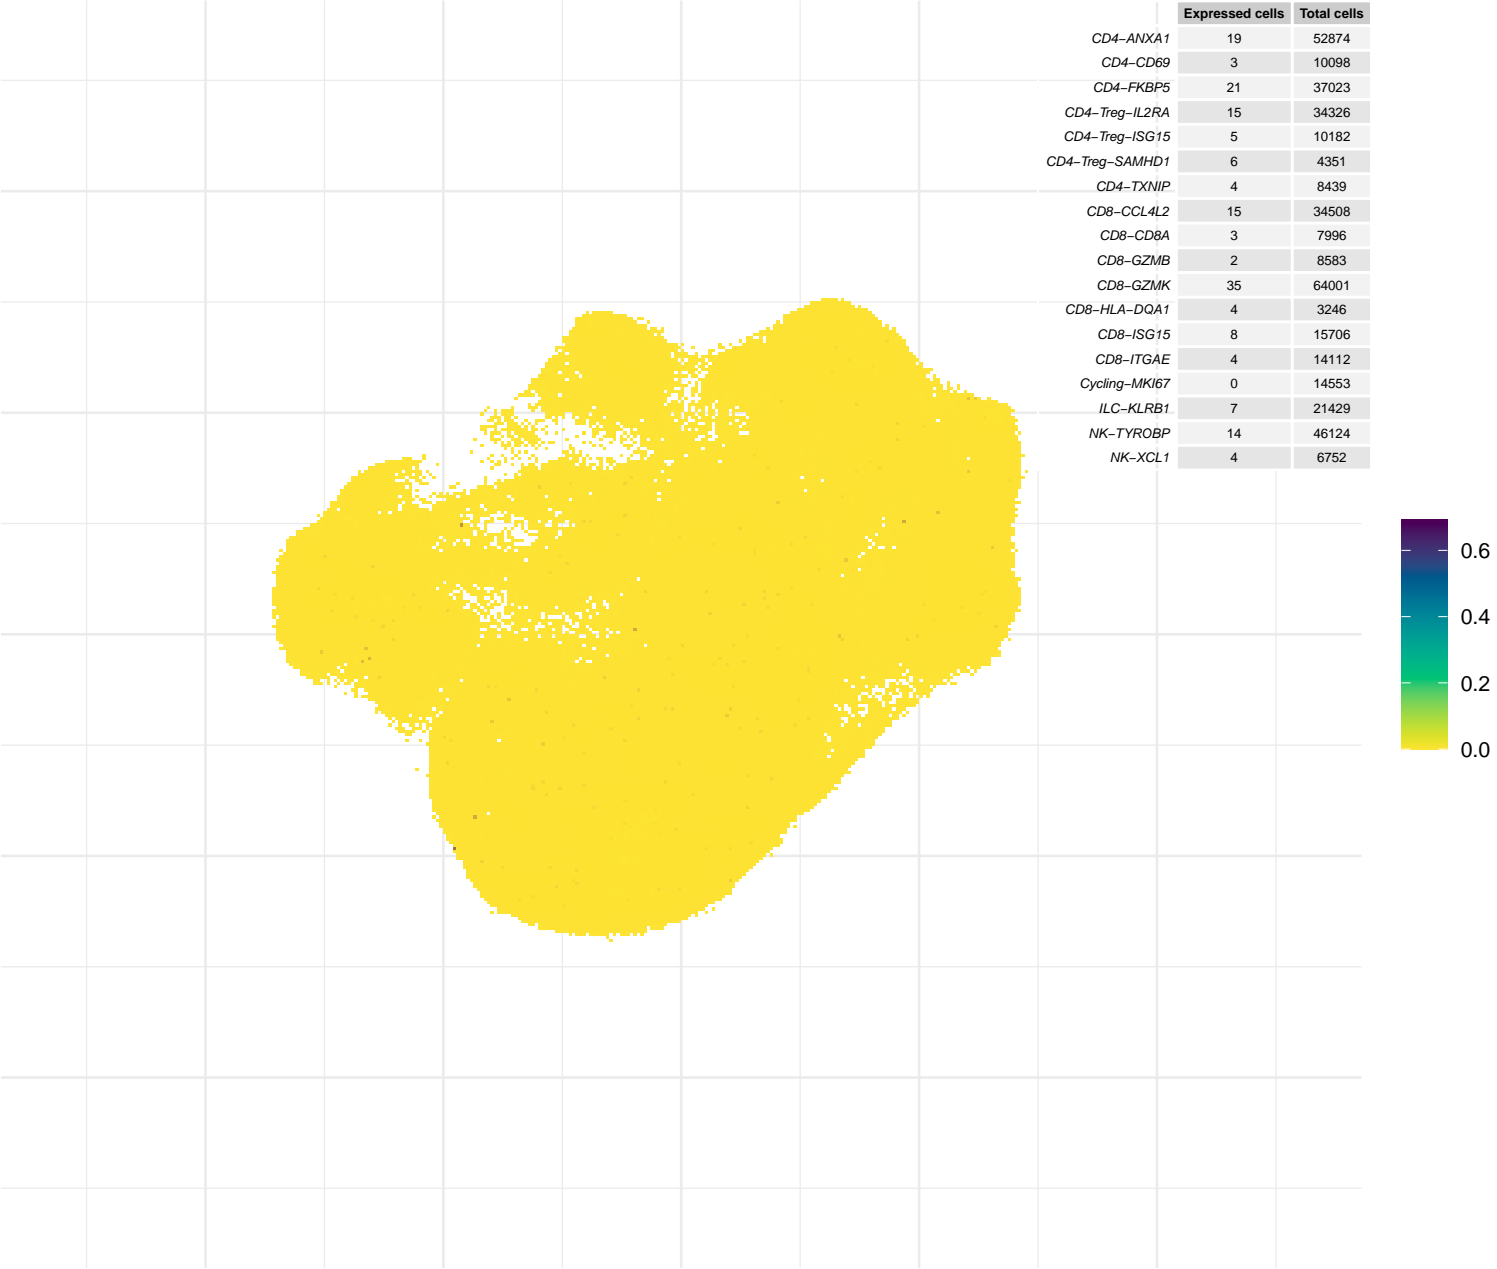 Expressed cells Total cells
CD4−ANXA1 19 52874
CD4−CD69 3 10098
CD4−FKBP5 21 37023
CD4−Treg−IL2RA 15 34326
CD4−Treg−ISG15 5 10182
CD4−Treg−SAMHD1 6 4351
CD4−TXNIP 4 8439
CD8−CCL4L2 15 34508
CD8−CD8A 3 7996
CD8−GZMB 2 8583
CD8−GZMK 35 64001
CD8−HLA−DQA1 4 3246
CD8−ISG15 8 15706
CD8−ITGAE 4 14112
Cycling−MKI67 0 14553
ILC−KLRB1 7 21429
NK−TYROBP 14 46124
NK−XCL1 4 6752
0.6
0.4
0.2
0.0